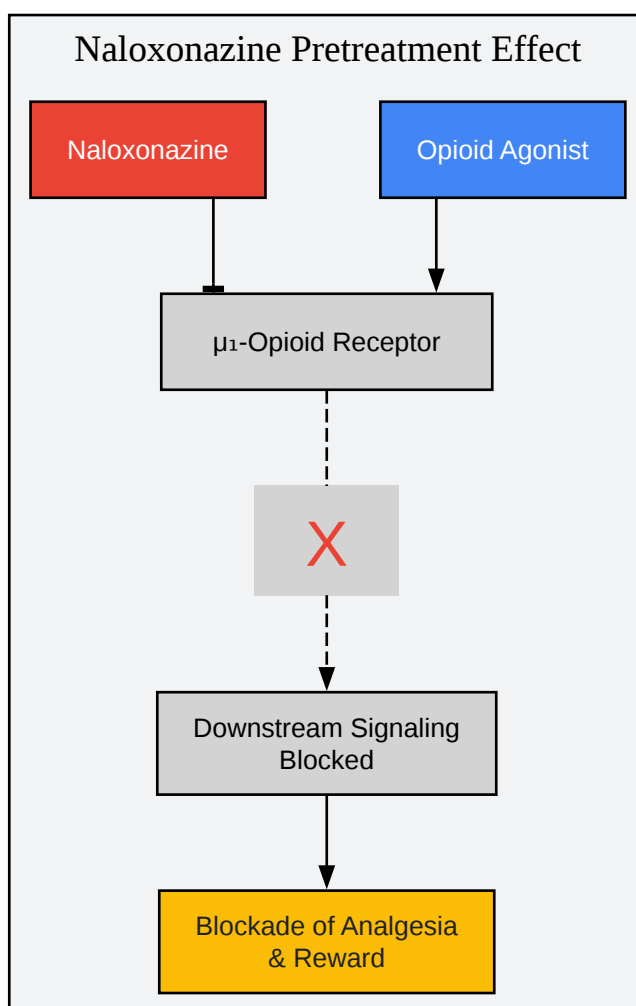 Naloxonazine Pretreatment Effect
Naloxonazine
Opioid Agonist
μ₁-Opioid Receptor
X
Downstream Signaling
Blocked
Blockade of Analgesia
& Reward